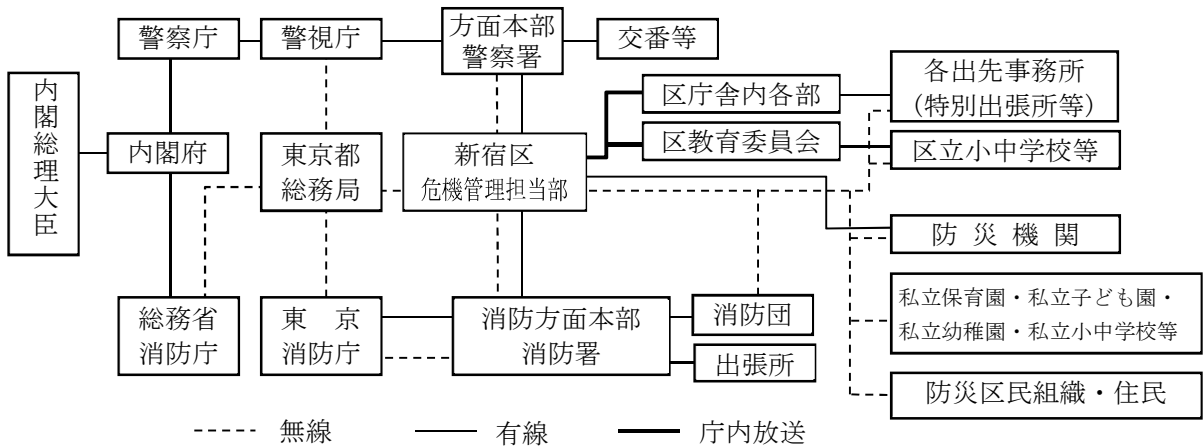 警察庁
警視庁
方面本部
警察署
交番等
内閣総理大臣
内閣府
東京都
総務局
新宿区
危機管理担当部
区庁舎内各部
区教育委員会
各出先事務所
(特別出張所等)
区立小中学校等
防災機関
総務省
消防庁
東京
消防庁
消防方面本部
消防署
消防団
出張所
私立保育園・私立子ども園・
私立幼稚園・私立小中学校等
防災区民組織・住民
無線
有線
庁内放送